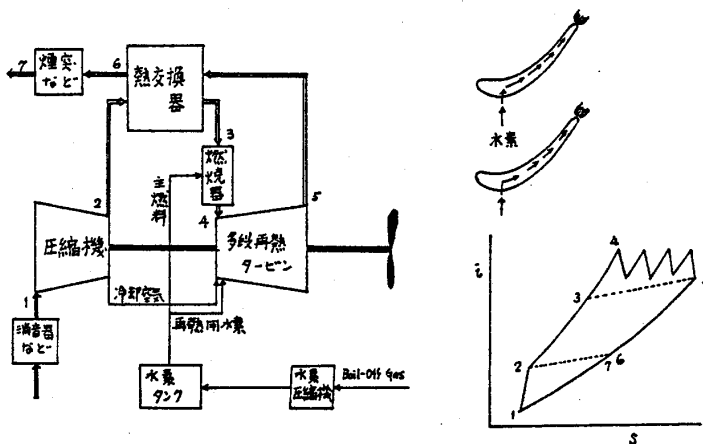 7
煙突
など
6
熱交換
器
3
燃
焼
器
主
燃
料
2
4
5
圧縮機
多段再熱
タービン
冷却空気
再熱用水素
1
消音器
など
水素
タンク
水素
圧縮機
Boil-Off Gas
水素
i
4
3
2
7
6
1
S